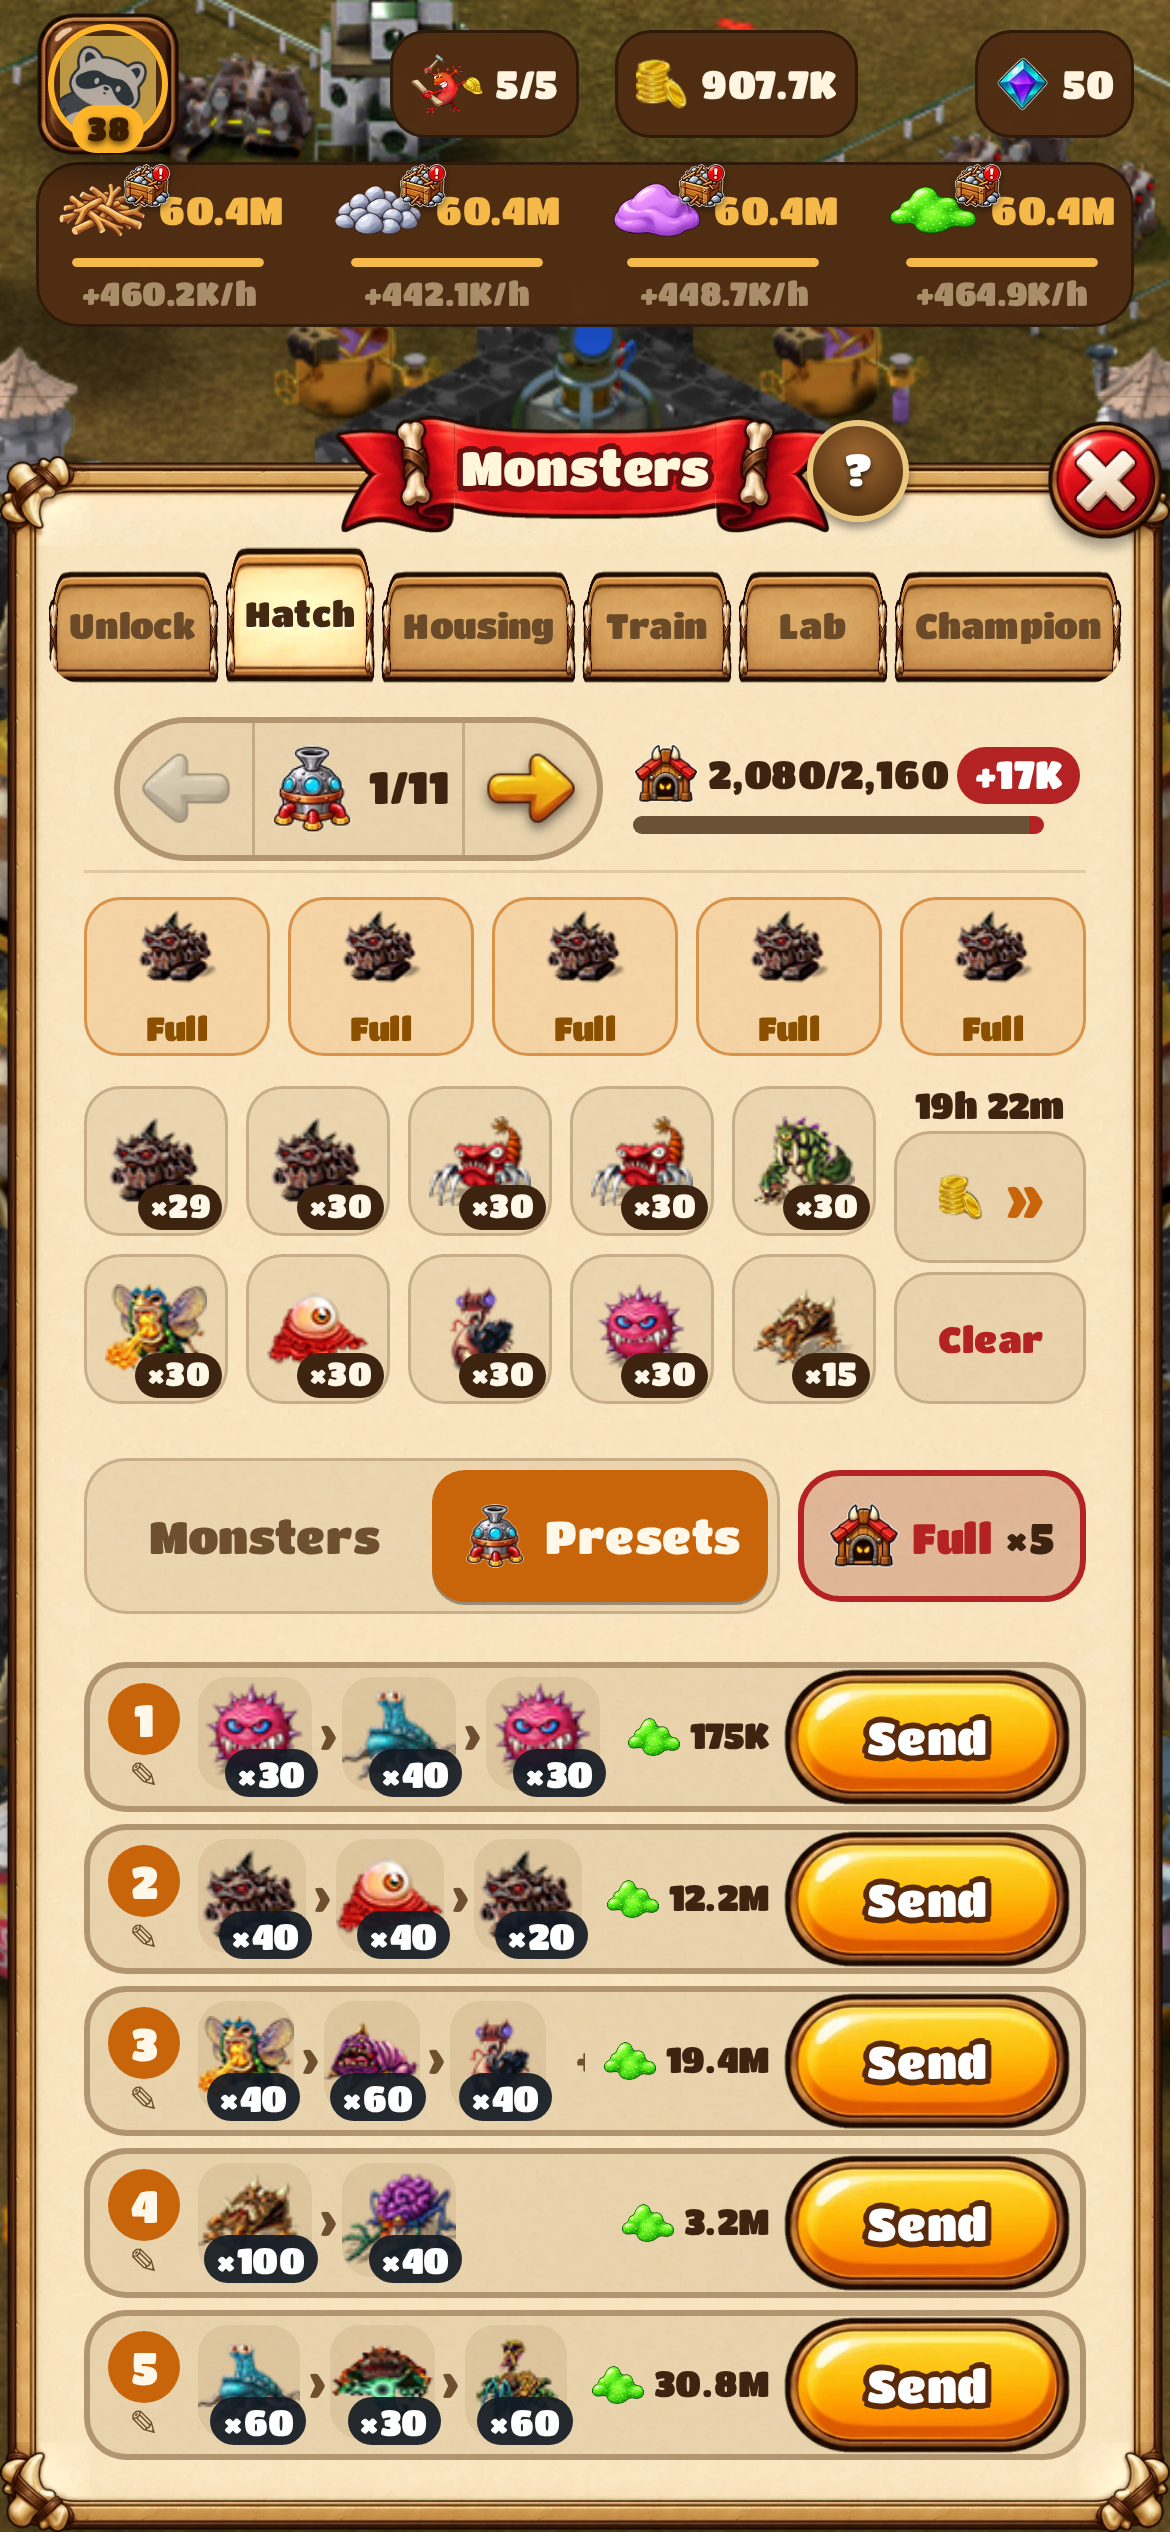 5/5
907.7K
50
38
60.4M
60.4M
60.4M
60.4M
+460.2K/h
+442.1K/h
+448.7K/h
+464.9K/h
Monsters
?
Unlock
Hatch
Housing
Train
Lab
Champion
1/11
2,080/2,160
+17K
Full
Full
Full
Full
Full
×29
×30
×30
×30
×30
19h 22m
»
×30
×30
×30
×30
×15
Clear
Monsters
Presets
Full ×5
1
×30 › ×40 › ×30
175K
Send
2
×40 › ×40 › ×20
12.2M
Send
3
×40 › ×60 › ×40
19.4M
Send
4
×100 › ×40
3.2M
Send
5
×60 › ×30 › ×60
30.8M
Send